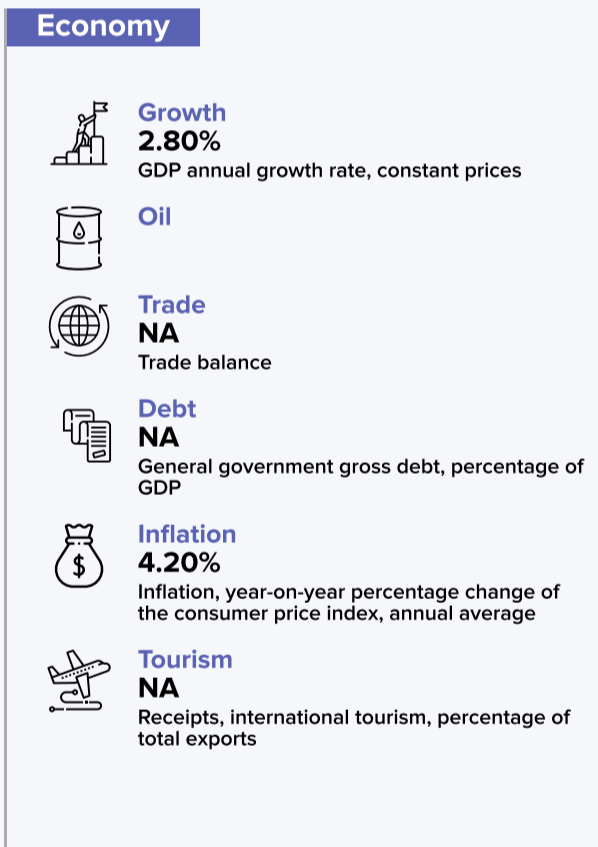 Economy
Growth
2.80%
GDP annual growth rate, constant prices
Oil
Trade
NA
Trade balance
Debt
NA
General government gross debt, percentage of
GDP
Inflation
4.20%
$
Inflation, year-on-year percentage change of
the consumer price index, annual average
Tourism
NA
Receipts, international tourism, percentage of
total exports